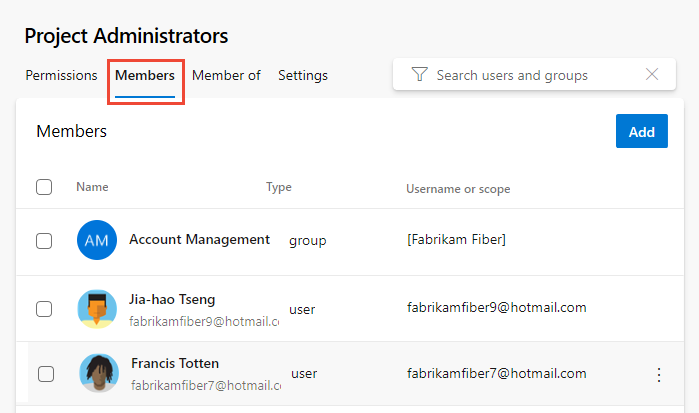 Project Administrators
Permissions Members Member of Settings Search users and groups
Members Add
Name Type Username or scope
AM Account Management group [Fabrikam Fiber]
Jia-hao Tseng
fabrikamfiber9@hotmail.cc user fabrikamfiber9@hotmail.com
Francis Totten
fabrikamfiber7@hotmail.cc user fabrikamfiber7@hotmail.com